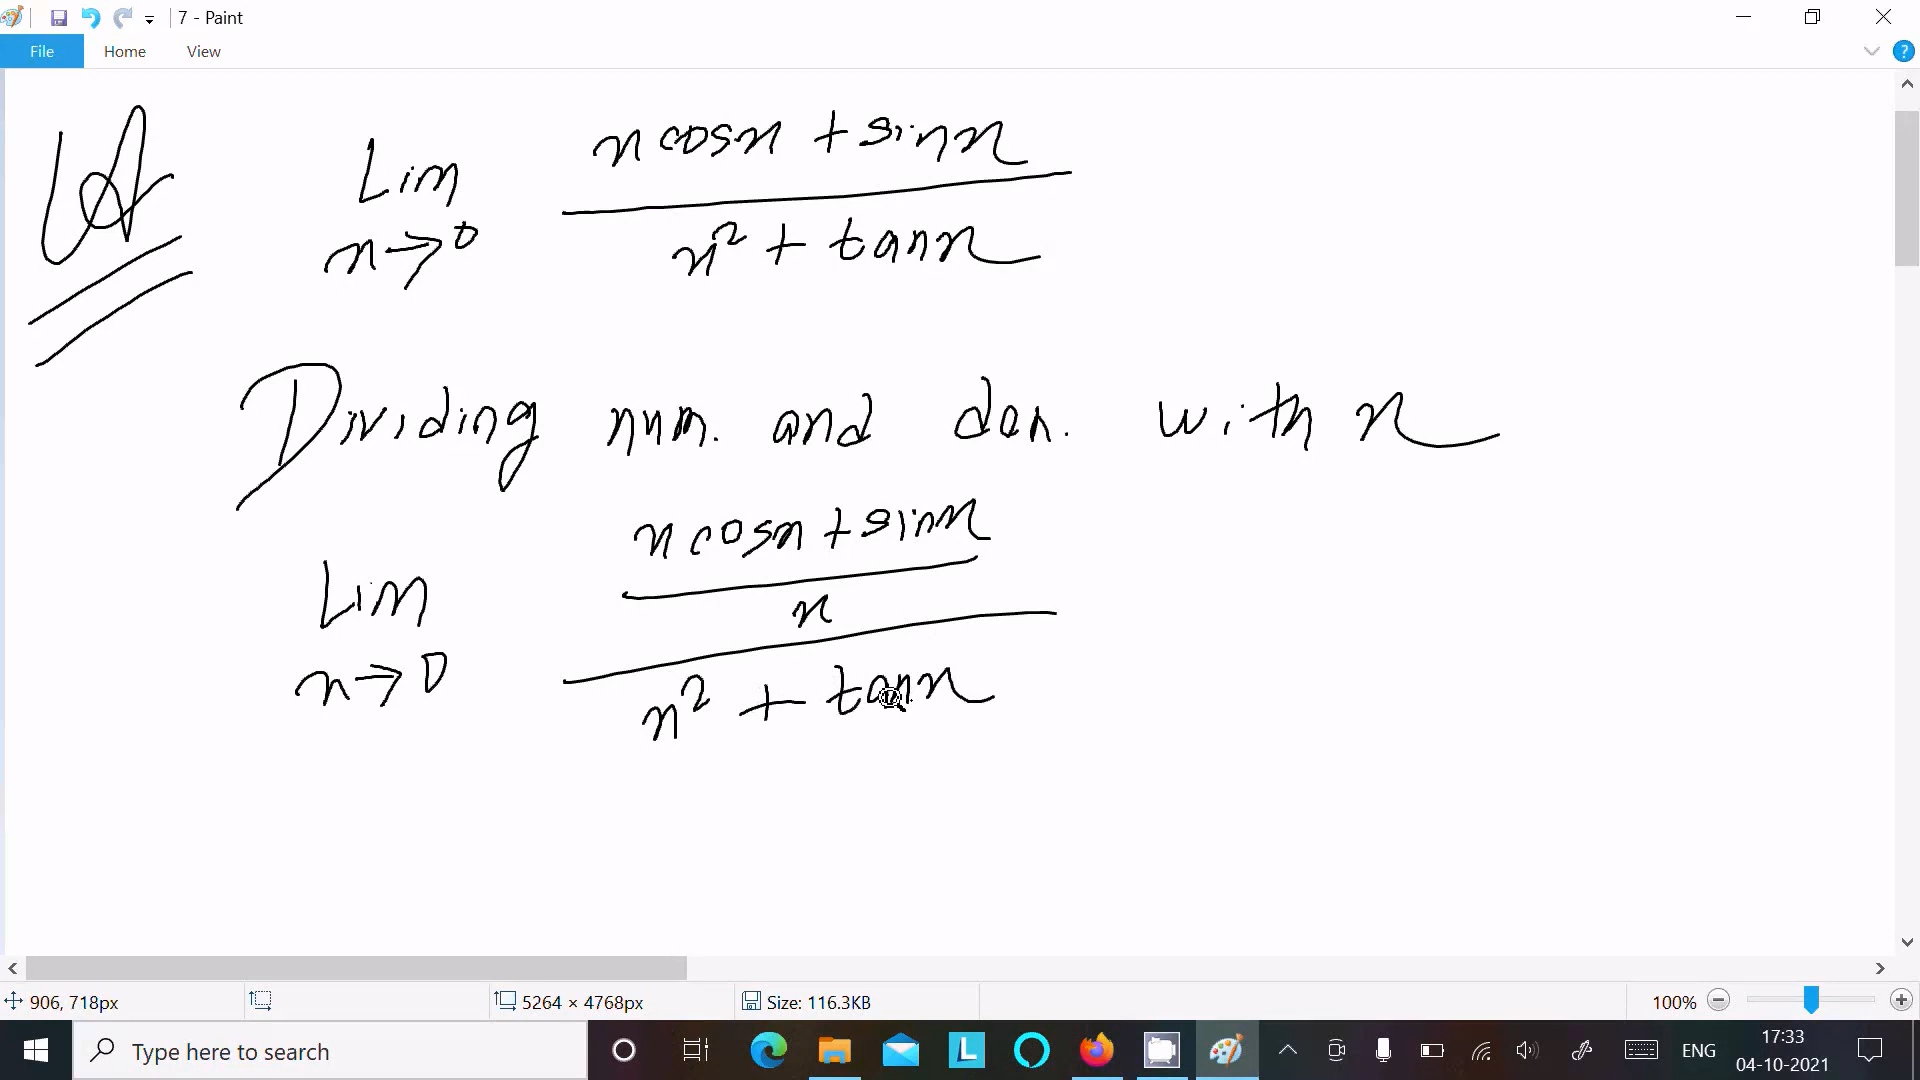 7 - Paint
File Home View
Lim x→0 x cosx + sinx / x² + tanx
Dividing num. and den. with x
Lim x→0 x cosx + sinx / x / x² + tanx
906, 718px 5264 × 4768px Size: 116.3KB 100%
Type here to search
L
ENG
17:33
04-10-2021